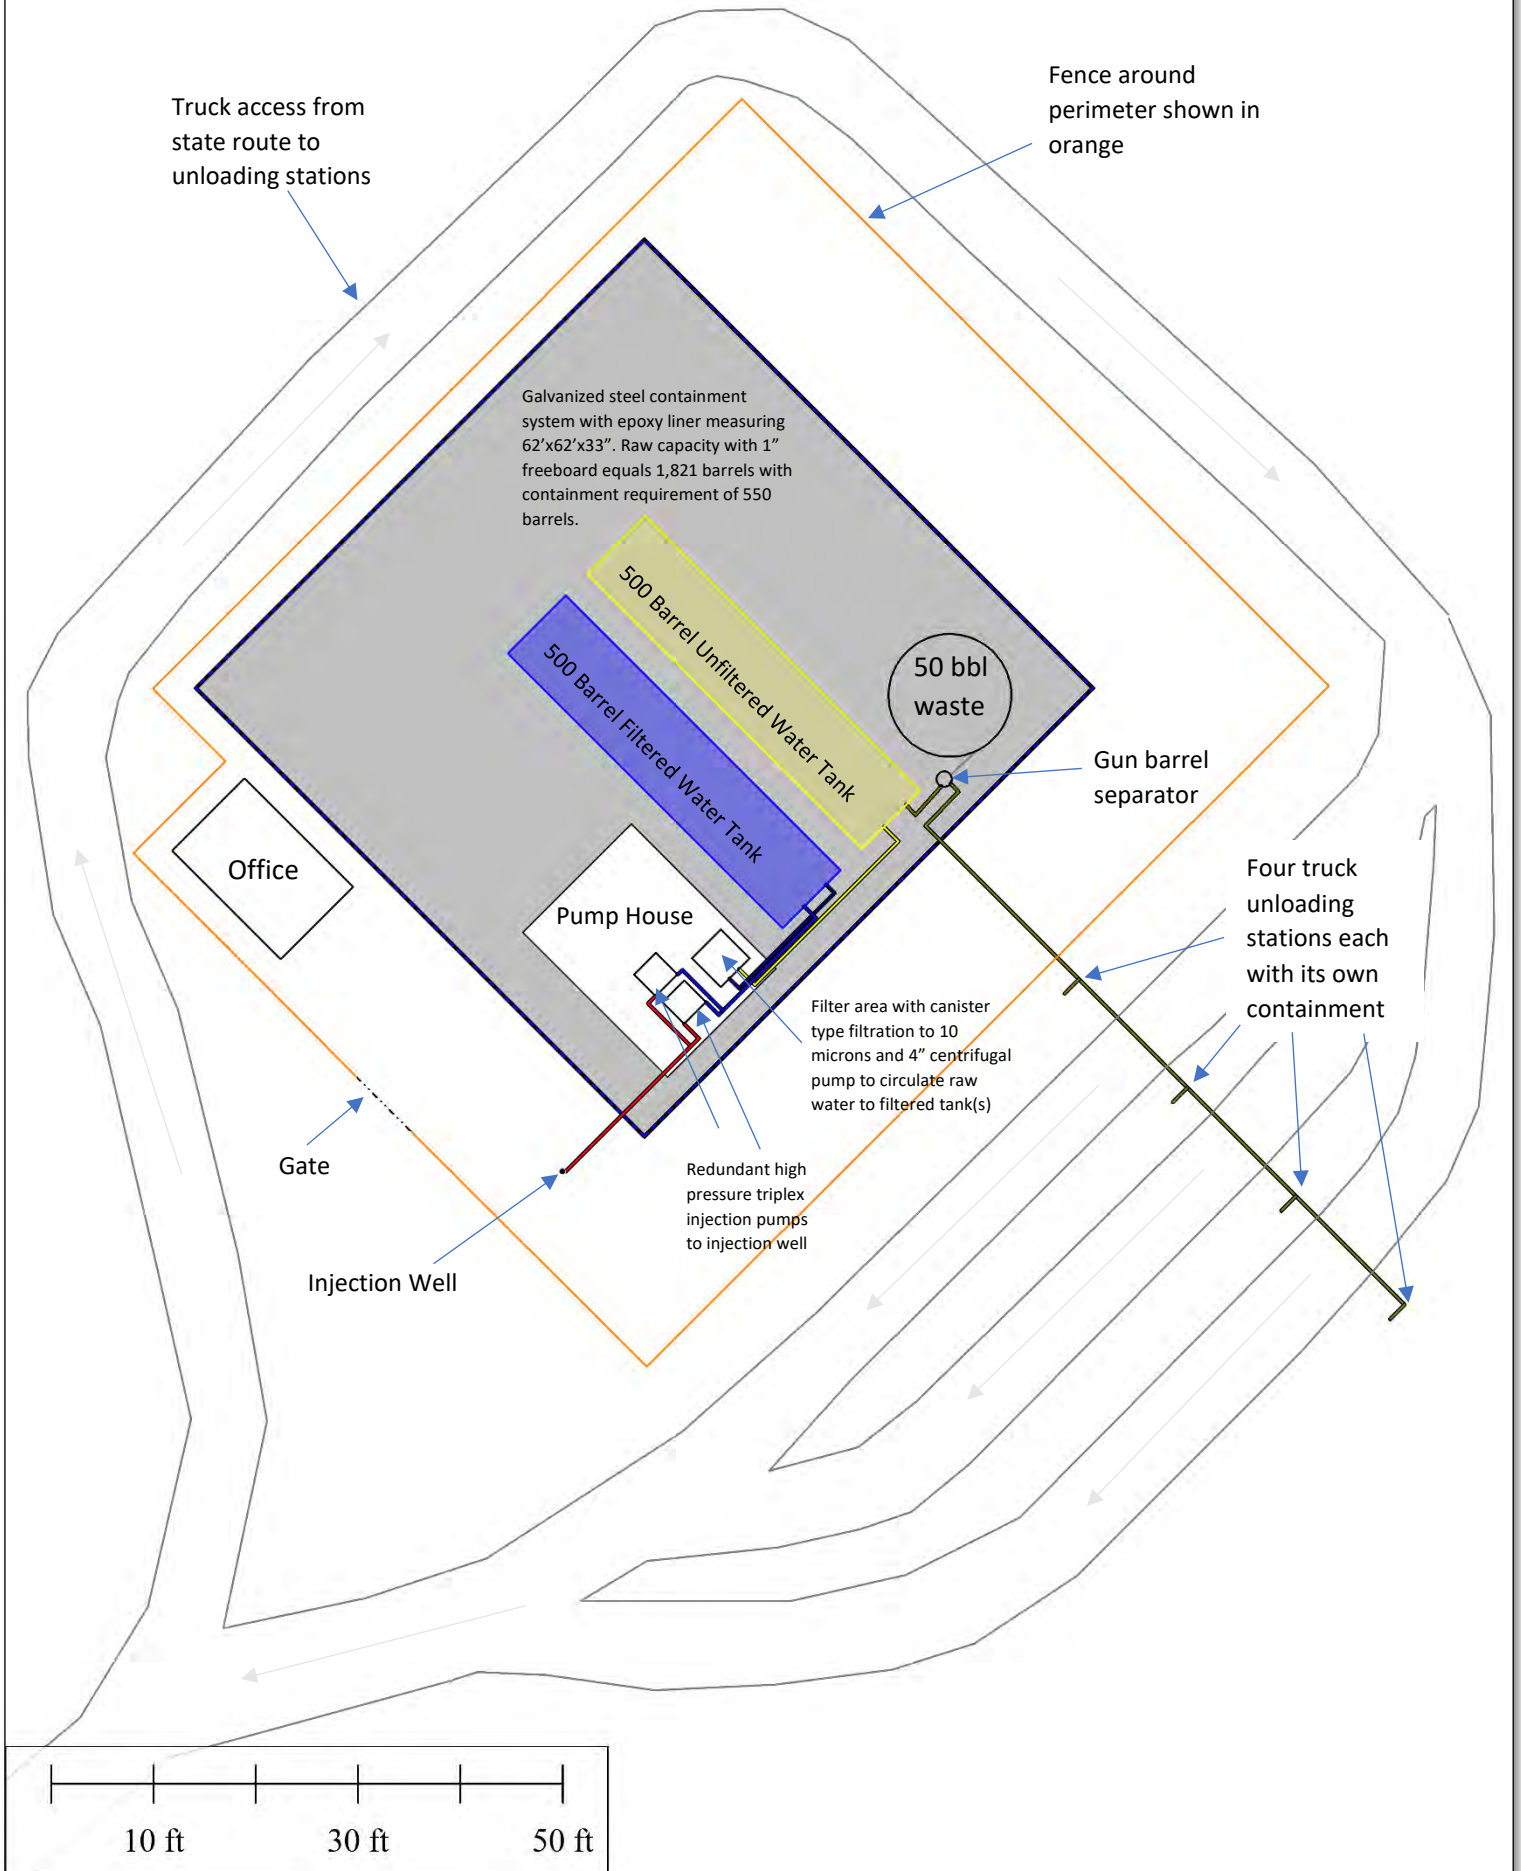 Truck access from
state route to
unloading stations
Fence around
perimeter shown in
orange
Galvanized steel containment
system with epoxy liner measuring
62’x62’x33”. Raw capacity with 1”
freeboard equals 1,821 barrels with
containment requirement of 550
barrels.
500 Barrel Unfiltered Water Tank
500 Barrel Filtered Water Tank
50 bbl
waste
Gun barrel
separator
Office
Pump House
Four truck
unloading
stations each
with its own
containment
Filter area with canister
type filtration to 10
microns and 4” centrifugal
pump to circulate raw
water to filtered tank(s)
Gate
Redundant high
pressure triplex
injection pumps
to injection well
Injection Well
10 ft
30 ft
50 ft